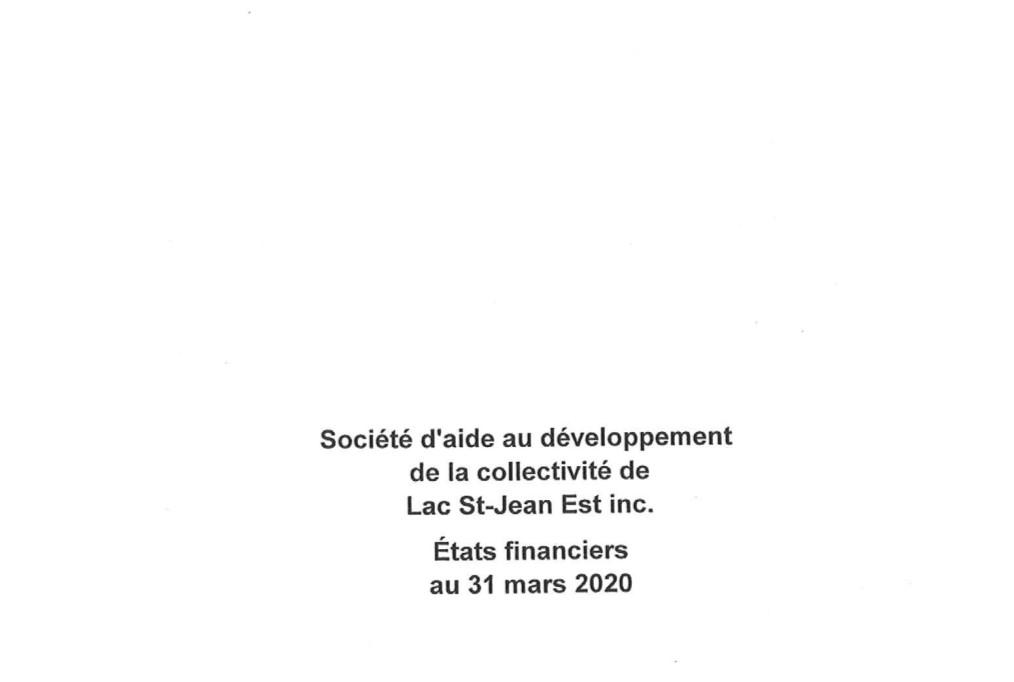 Société d'aide au développement
de la collectivité de
Lac St-Jean Est inc.
États financiers
au 31 mars 2020